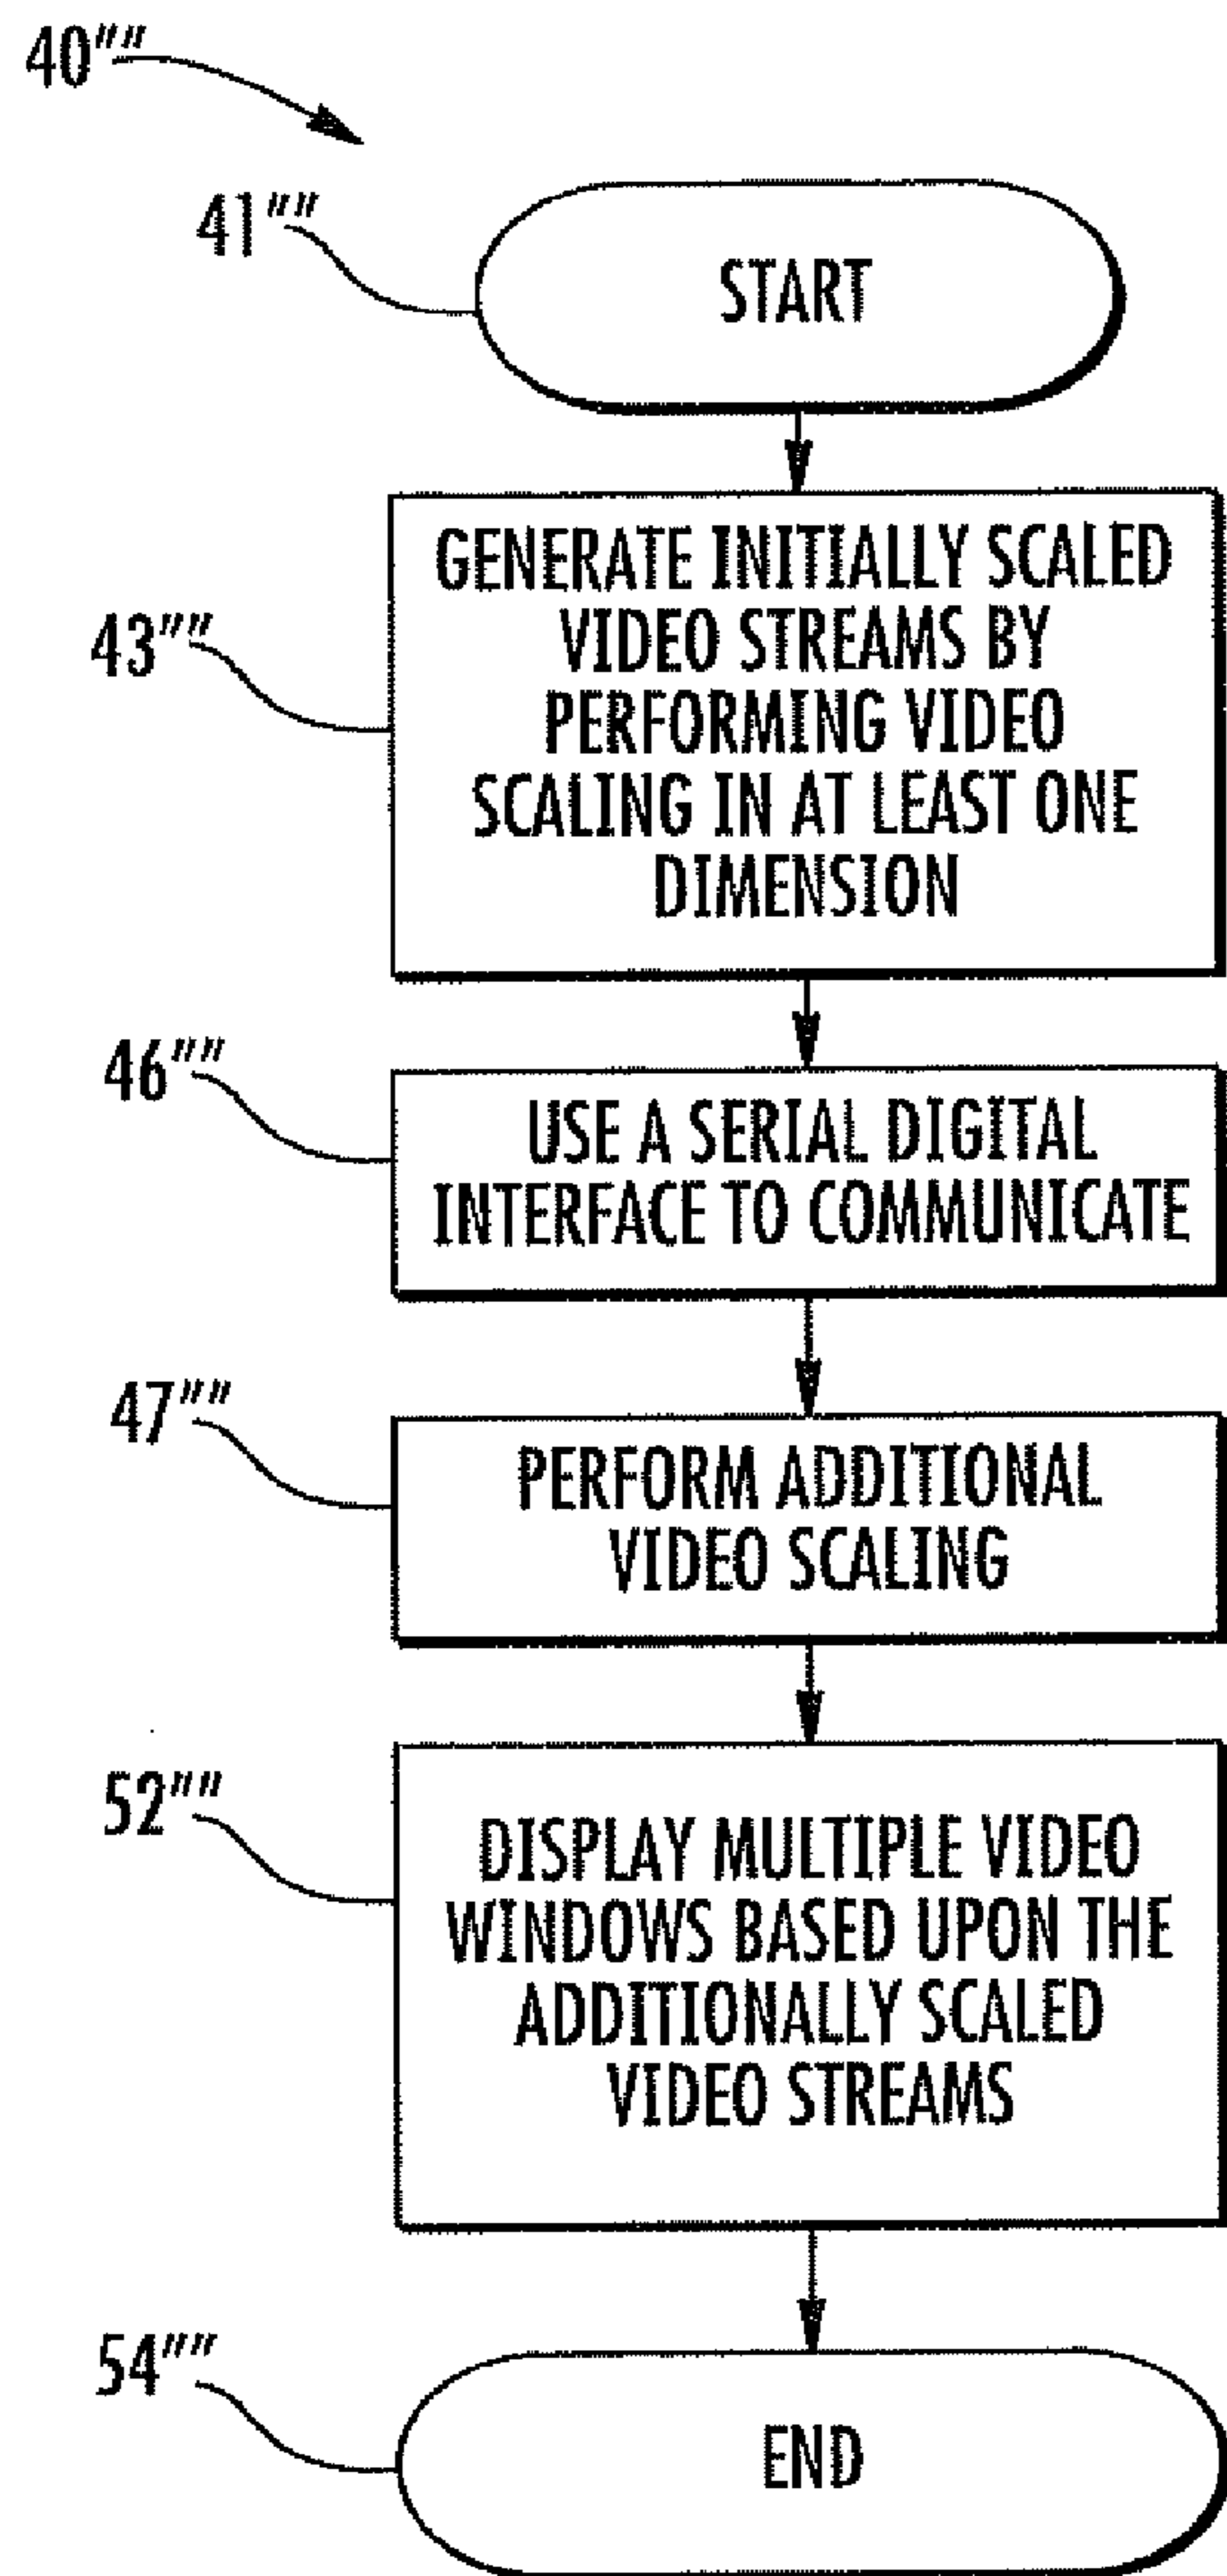 40""
41""
START
GENERATE INITIALLY SCALED
VIDEO STREAMS BY
PERFORMING VIDEO
SCALING IN AT LEAST ONE
DIMENSION
43""
46""
USE A SERIAL DIGITAL
INTERFACE TO COMMUNICATE
47""
PERFORM ADDITIONAL
VIDEO SCALING
52""
DISPLAY MULTIPLE VIDEO
WINDOWS BASED UPON THE
ADDITIONALLY SCALED
VIDEO STREAMS
54""
END